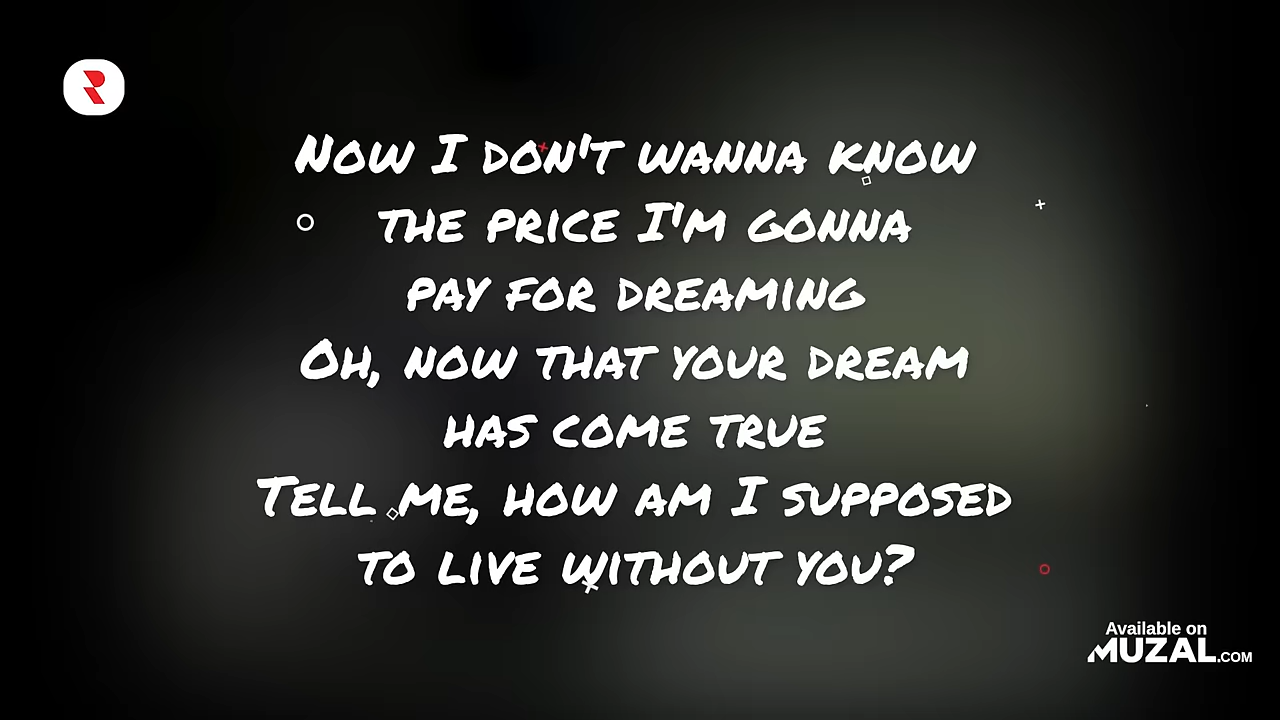 Now I don't wanna know
the price I'm gonna
pay for dreaming
Oh, now that your dream
has come true
Tell me, how am I supposed
to live without you?
Available on
MUZAL.COM